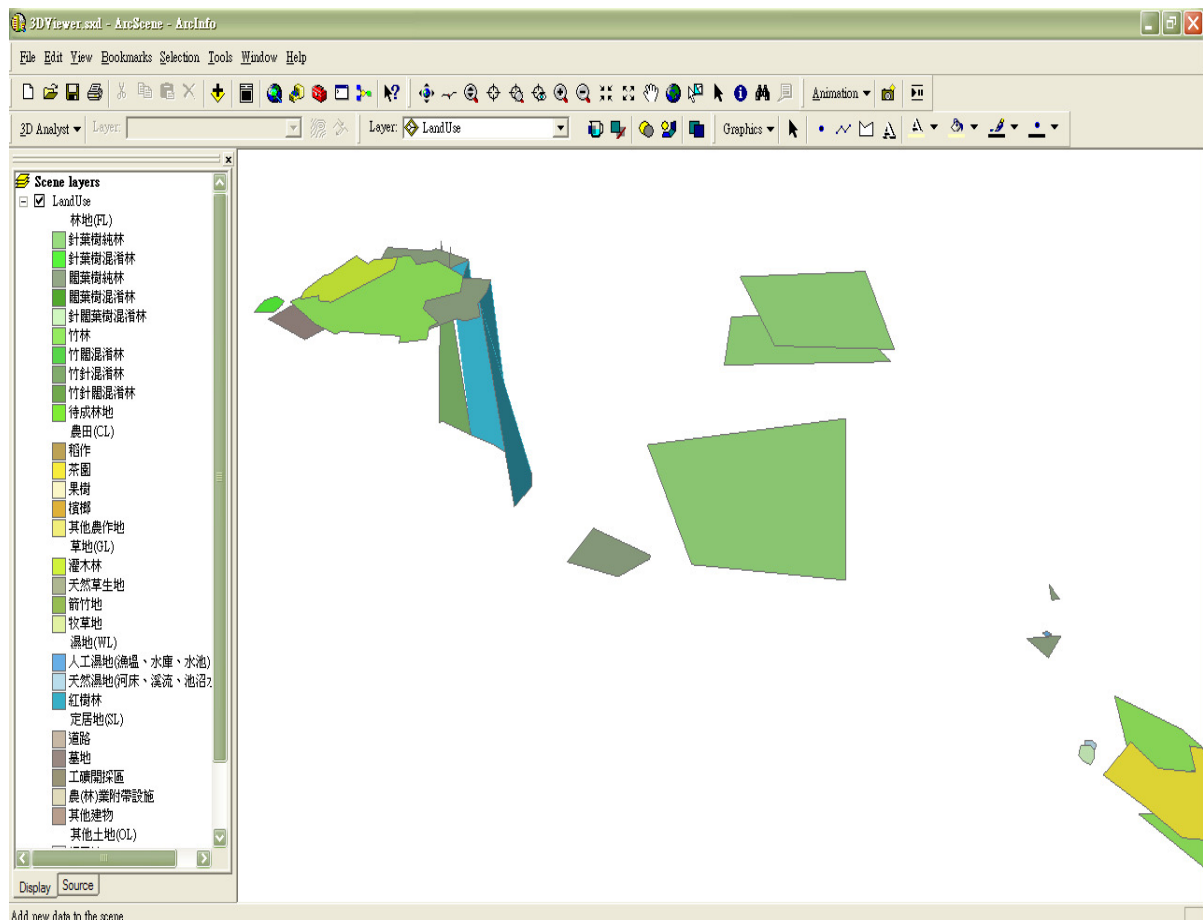 3DViewer.sxd - ArcScene - ArcInfo
File Edit View Bookmarks Selection Tools Window Help
Animation
3D Analyst Layer: Layer: LandUse Graphics
Scene layers
LandUse
林地(FL)
針葉樹純林
針葉樹混淆林
闊葉樹純林
闊葉樹混淆林
針闊葉樹混淆林
竹林
竹闊混淆林
竹針混淆林
竹針闊混淆林
待成林地
農田(CL)
稻作
茶園
果樹
檳榔
其他農作地
草地(GL)
灌木林
天然草生地
箭竹地
牧草地
濕地(WL)
人工濕地(漁塭、水庫、水池)
天然濕地(河床、溪流、池沼
紅樹林
定居地(SL)
道路
墓地
工礦開採區
農(林)業附帶設施
其他建物
其他土地(OL)
Display Source
Add new data to the scene